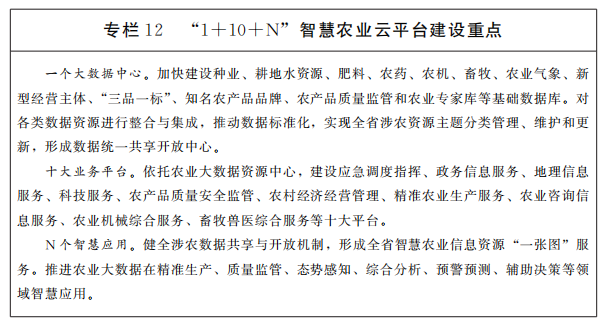 专栏12 “1＋10＋N”智慧农业云平台建设重点
一个大数据中心。加快建设种业、耕地水资源、肥料、农药、农机、畜牧、农业气象、新
型经营主体、“三品一标”、知名农产品品牌、农产品质量监管和农业专家库等基础数据库。对
各类数据资源进行整合与集成，推动数据标准化，实现全省涉农资源主题分类管理、维护和更
新，形成数据统一共享开放中心。
十大业务平台。依托农业大数据资源中心，建设应急调度指挥、政务信息服务、地理信息
服务、科技服务、农产品质量安全监管、农村经济经营管理、精准农业生产服务、农业咨询信
息服务、农业机械综合服务、畜牧兽医综合服务等十大平台。
N个智慧应用。健全涉农数据共享与开放机制，形成全省智慧农业信息资源“一张图”服
务。推进农业大数据在精准生产、质量监管、态势感知、综合分析、预警预测、辅助决策等领
域智慧应用。